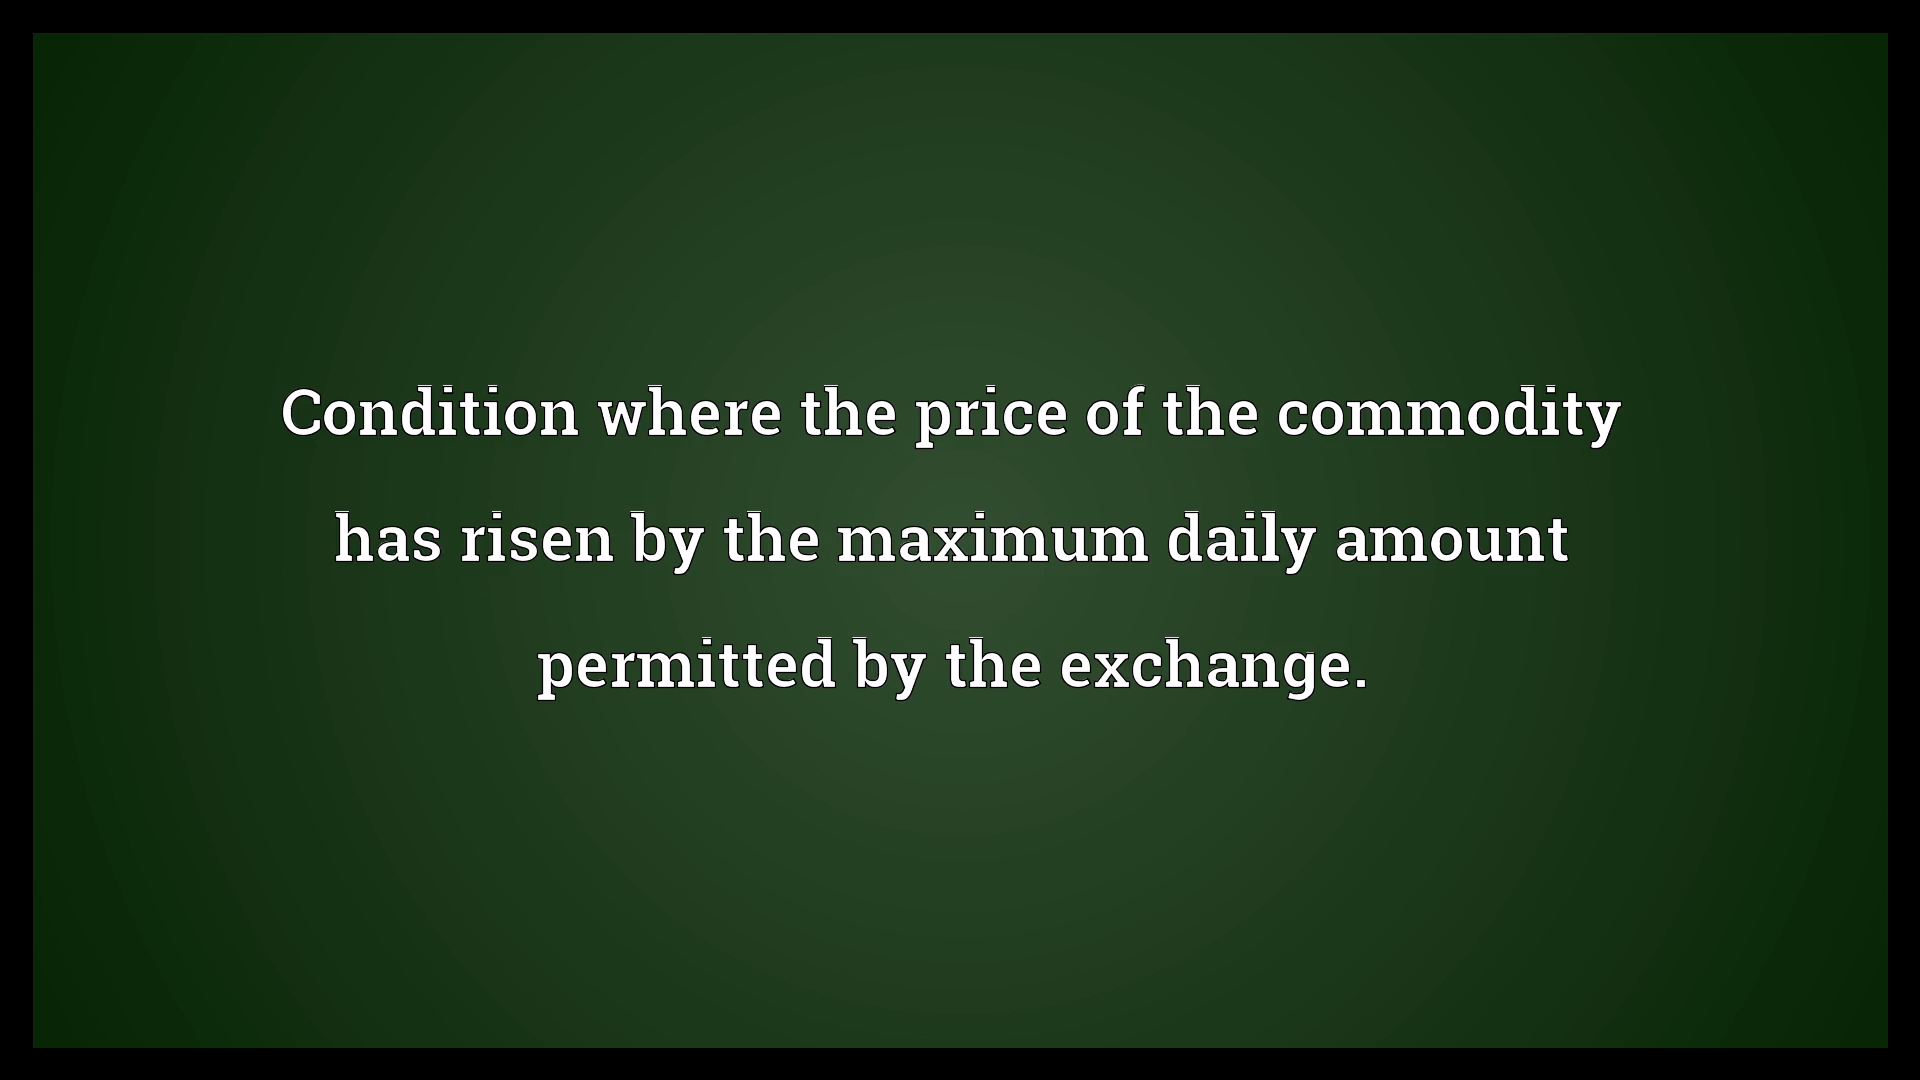 Condition where the price of the commodity
has risen by the maximum daily amount
permitted by the exchange.